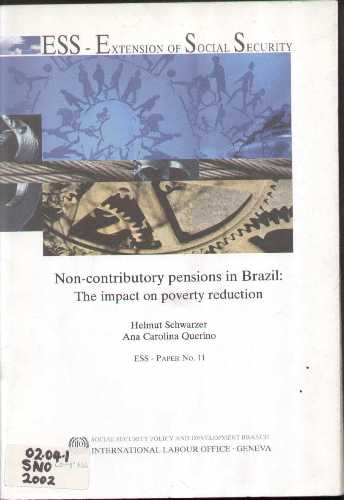 ESS - EXTENSION OF SOCIAL SECURITY
Non-contributory pensions in Brazil:
The impact on poverty reduction
Helmut Schwarzer
Ana Carolina Querino
ESS - PAPER NO. 11
SOCIAL SECURITY POLICY AND DEVELOPMENT BRANCH
INTERNATIONAL LABOUR OFFICE - GENEVA
02.04-1
SNO
2002